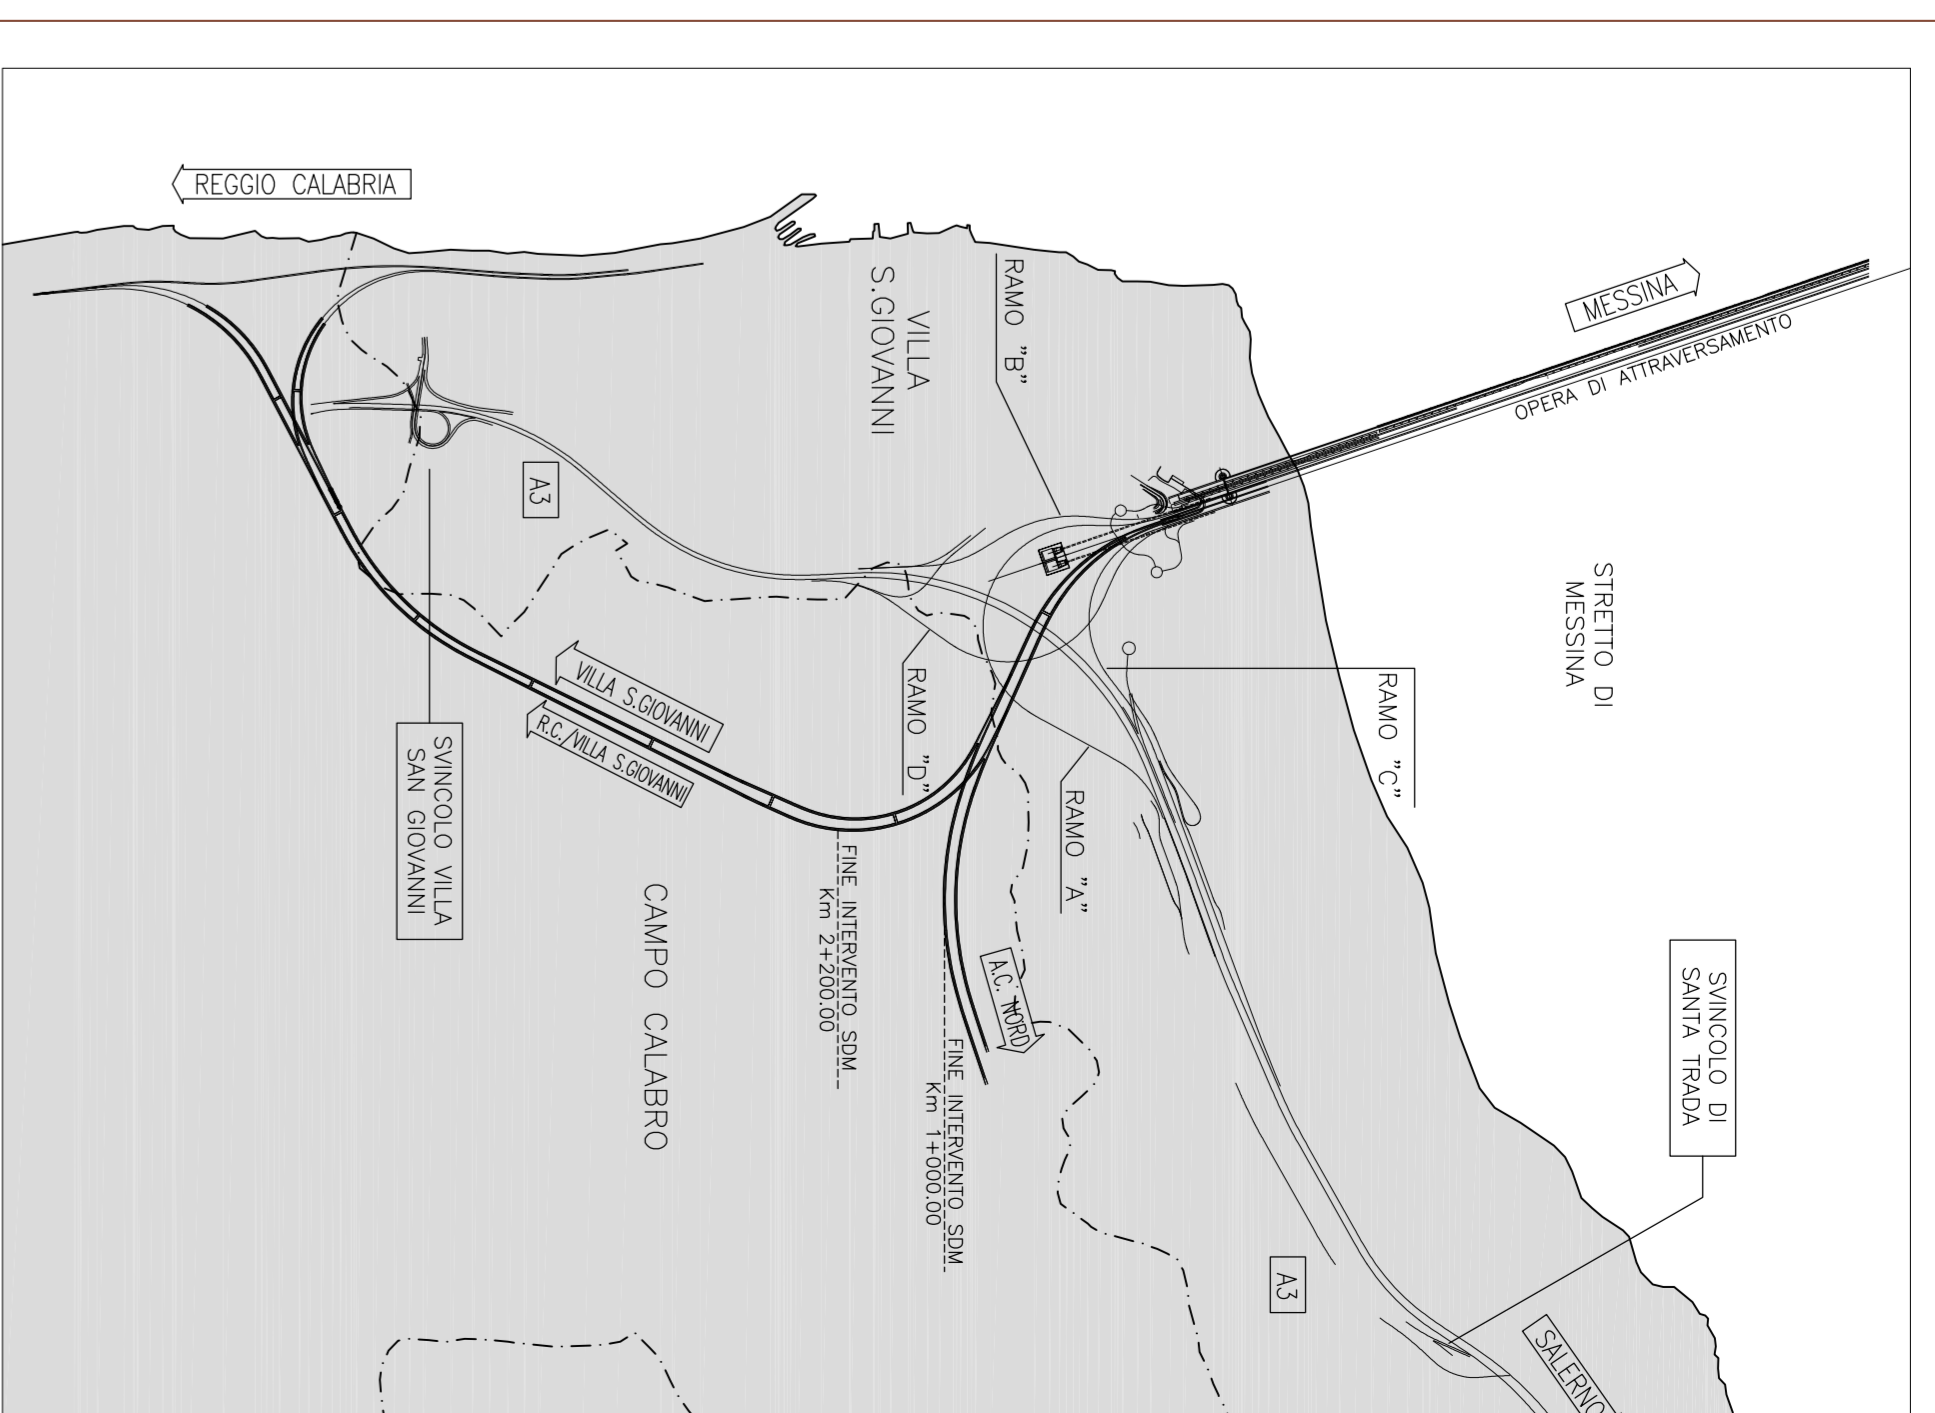 REGGIO CALABRIA
MESSINA
OPERA DI ATTRAVERSAMENTO
VILLA
S.GIOVANNI
RAMO "B"
A3
STRETTO DI
MESSINA
RAMO "C"
RAMO "D"
RAMO "A"
VILLA S.GIOVANNI
R.C./VILLA S.GIOVANNI
SVINCOLO VILLA
SAN GIOVANNI
FINE INTERVENTO SDM
Km 2+200.00
CAMPO CALABRO
A.C. NORD
FINE INTERVENTO SDM
Km 1+000.00
SVINCOLO DI
SANTA TRADA
A3
SALERNO